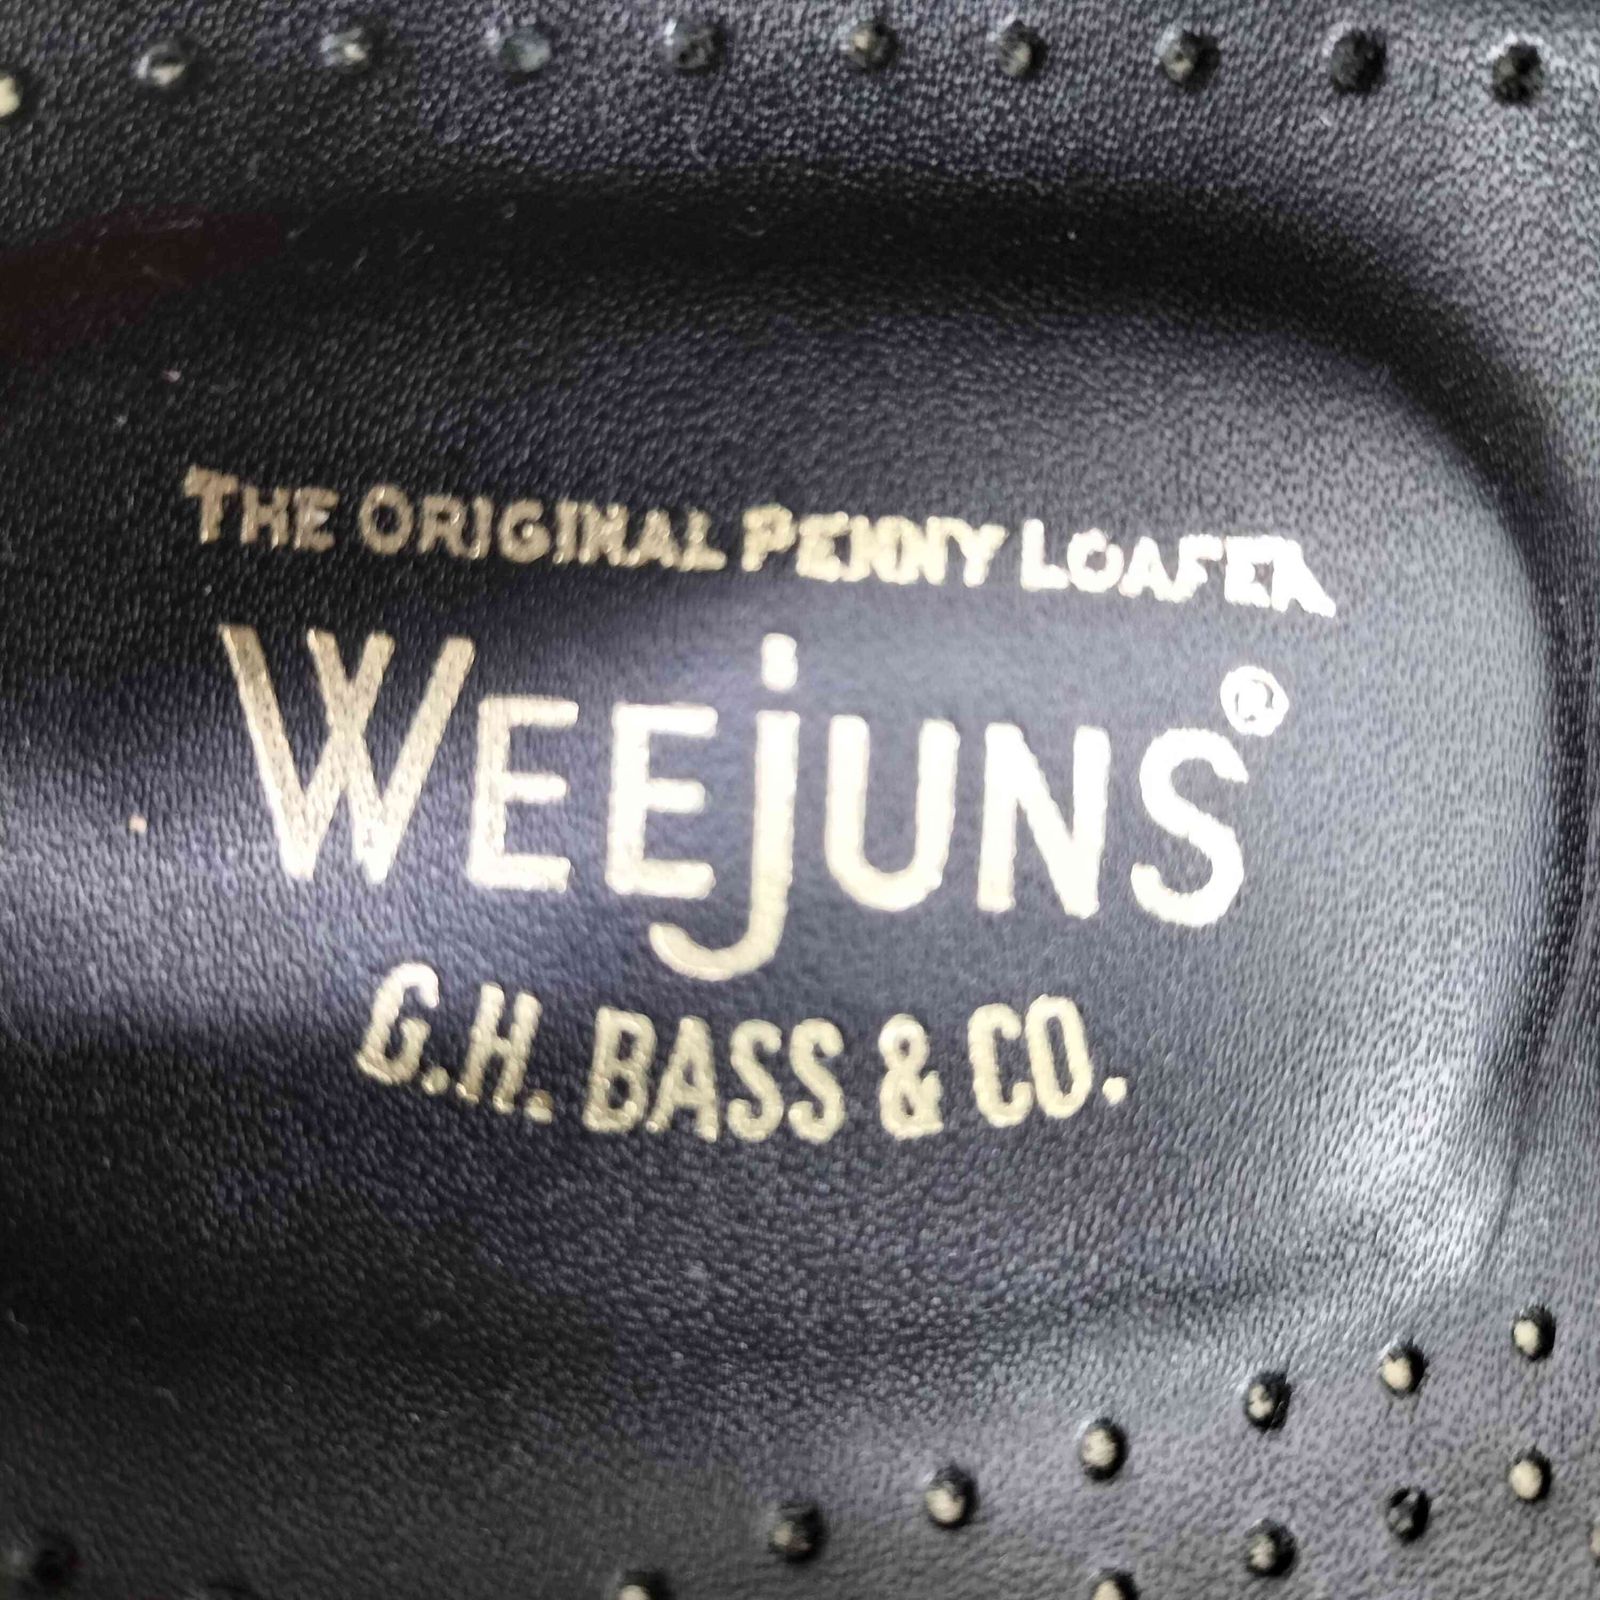 THE ORIGINAL PENNY LOAFER
WEEjUNS®
G.H. BASS & CO.